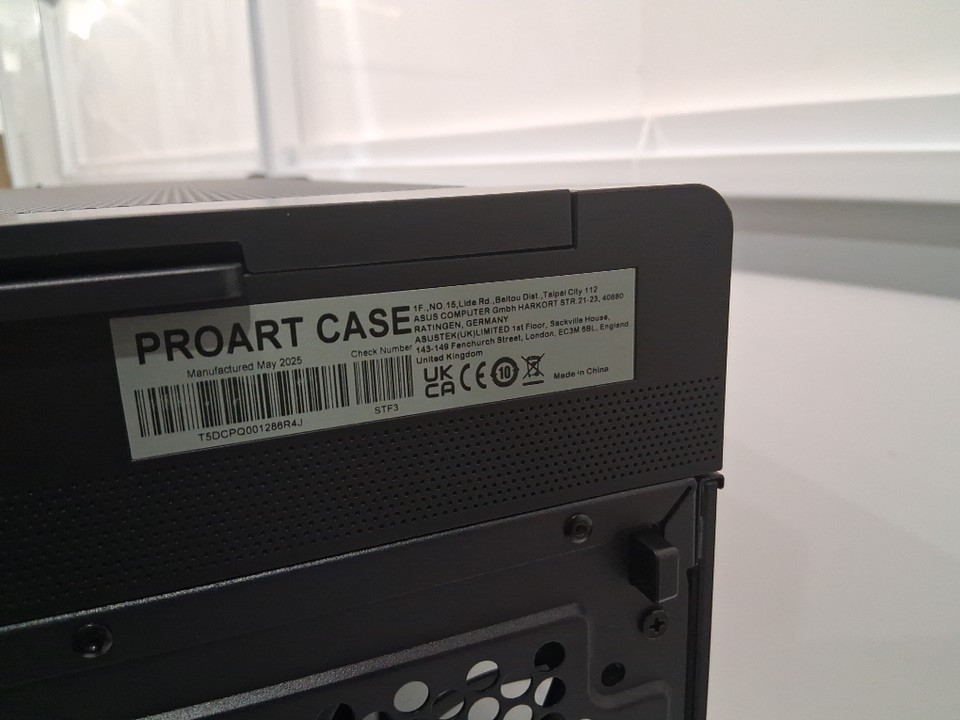 PROART CASE
Manufactured May 2025
Check Number
T5DCPQ001286R4J
STF3
1F.,NO.15,Lide Rd.,Beitou Dist.,Taipei City 112
ASUS COMPUTER Gmbh HARKORT STR.21-23, 40880
RATINGEN, GERMANY
ASUSTEK(UK)LIMITED 1st Floor, Sackville House,
143-149 Fenchurch Street, London, EC3M 6BL, England
United Kingdom
UK
CA
CE
10
Made in China